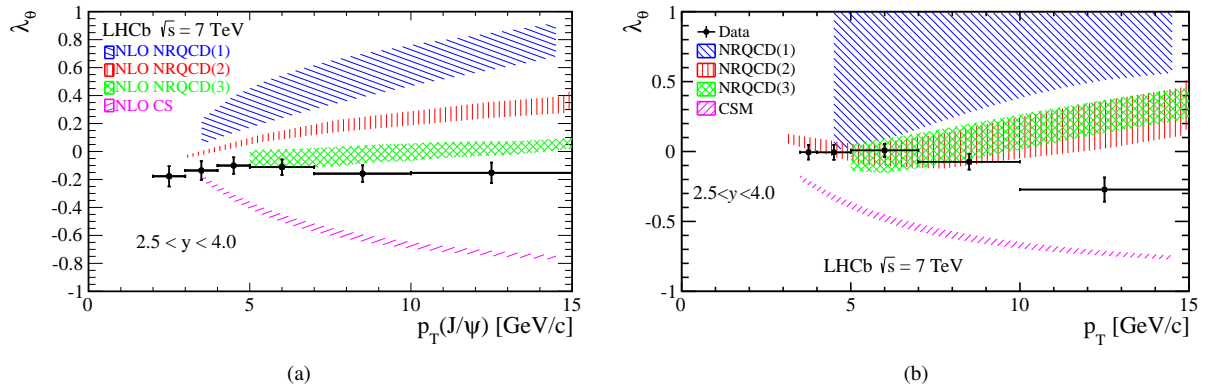 λθ
1
0.8
0.6
0.4
0.2
0
-0.2
-0.4
-0.6
-0.8
-1
LHCb √s = 7 TeV
NLO NRQCD(1)
NLO NRQCD(2)
NLO NRQCD(3)
NLO CS
2.5 < y < 4.0
0 5 10 15
p_T(J/ψ) [GeV/c]
(a)
λθ
1
0.5
0
-0.5
-1
Data
NRQCD(1)
NRQCD(2)
NRQCD(3)
CSM
2.5<y<4.0
LHCb √s = 7 TeV
0 5 10 15
p_T [GeV/c]
(b)